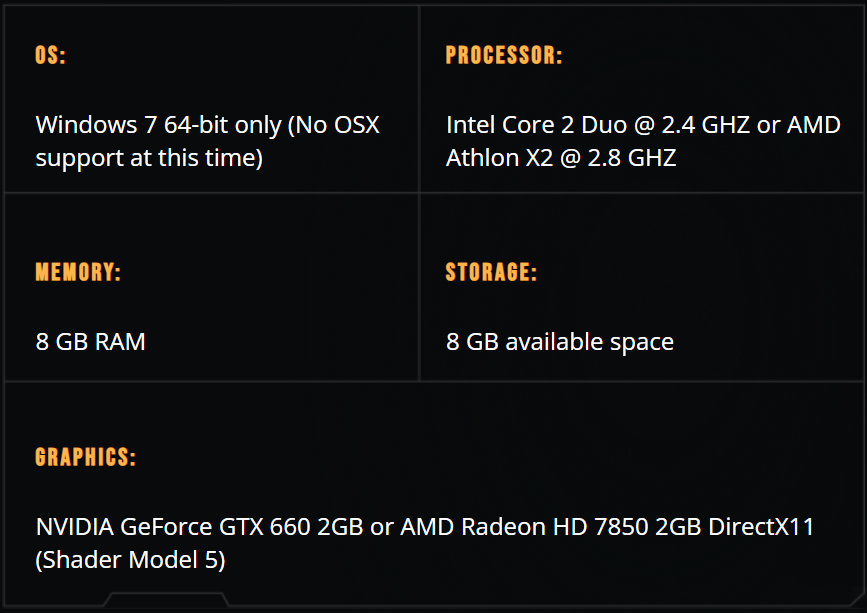 OS:
Windows 7 64-bit only (No OSX
support at this time)
PROCESSOR:
Intel Core 2 Duo @ 2.4 GHZ or AMD
Athlon X2 @ 2.8 GHZ
MEMORY:
8 GB RAM
STORAGE:
8 GB available space
GRAPHICS:
NVIDIA GeForce GTX 660 2GB or AMD Radeon HD 7850 2GB DirectX11
(Shader Model 5)